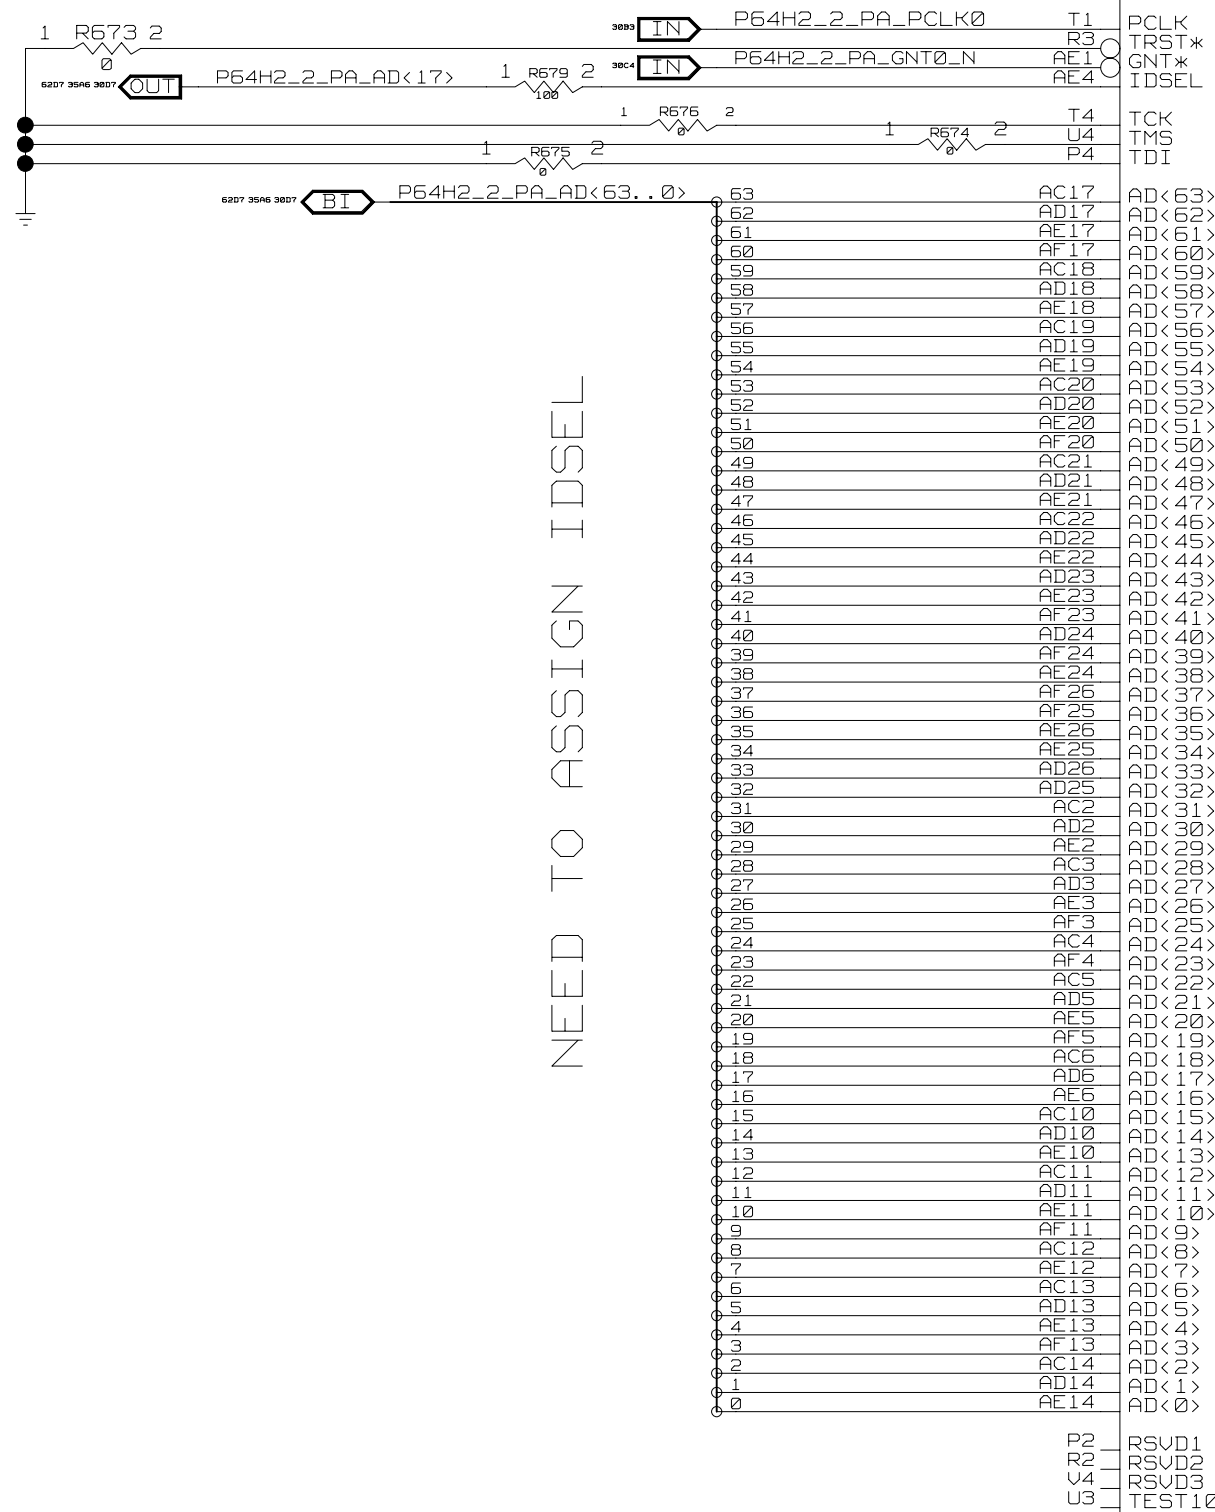 30B3 IN P64H2_2_PA_PCLK0 T1 PCLK
1 R673 2 R3 TRST*
0
30C4 IN P64H2_2_PA_GNT0_N AE1 GNT*
62D7 35A6 30D7 OUT P64H2_2_PA_AD<17> 1 R679 2 AE4 IDSEL
100
1 R676 2 T4 TCK
0
1 R674 2 U4 TMS
0
1 R675 2 P4 TDI
0
62D7 35A6 30D7 BI P64H2_2_PA_AD<63..0> 63 AC17 AD<63>
62 AD17 AD<62>
61 AE17 AD<61>
60 AF17 AD<60>
59 AC18 AD<59>
58 AD18 AD<58>
57 AE18 AD<57>
56 AC19 AD<56>
55 AD19 AD<55>
54 AE19 AD<54>
53 AC20 AD<53>
52 AD20 AD<52>
51 AE20 AD<51>
50 AF20 AD<50>
49 AC21 AD<49>
48 AD21 AD<48>
47 AE21 AD<47>
46 AC22 AD<46>
45 AD22 AD<45>
44 AE22 AD<44>
43 AD23 AD<43>
42 AE23 AD<42>
41 AF23 AD<41>
40 AD24 AD<40>
39 AF24 AD<39>
38 AE24 AD<38>
37 AF26 AD<37>
36 AF25 AD<36>
35 AE26 AD<35>
34 AE25 AD<34>
33 AD26 AD<33>
32 AD25 AD<32>
31 AC2 AD<31>
30 AD2 AD<30>
29 AE2 AD<29>
28 AC3 AD<28>
27 AD3 AD<27>
26 AE3 AD<26>
25 AF3 AD<25>
24 AC4 AD<24>
23 AF4 AD<23>
22 AC5 AD<22>
21 AD5 AD<21>
20 AE5 AD<20>
19 AF5 AD<19>
18 AC6 AD<18>
17 AD6 AD<17>
16 AE6 AD<16>
15 AC10 AD<15>
14 AD10 AD<14>
13 AE10 AD<13>
12 AC11 AD<12>
11 AD11 AD<11>
10 AE11 AD<10>
9 AF11 AD<9>
8 AC12 AD<8>
7 AE12 AD<7>
6 AC13 AD<6>
5 AD13 AD<5>
4 AE13 AD<4>
3 AF13 AD<3>
2 AC14 AD<2>
1 AD14 AD<1>
0 AE14 AD<0>
NEED TO ASSIGN IDSEL
P2 RSVD1
R2 RSVD2
V4 RSVD3
U3 TEST10